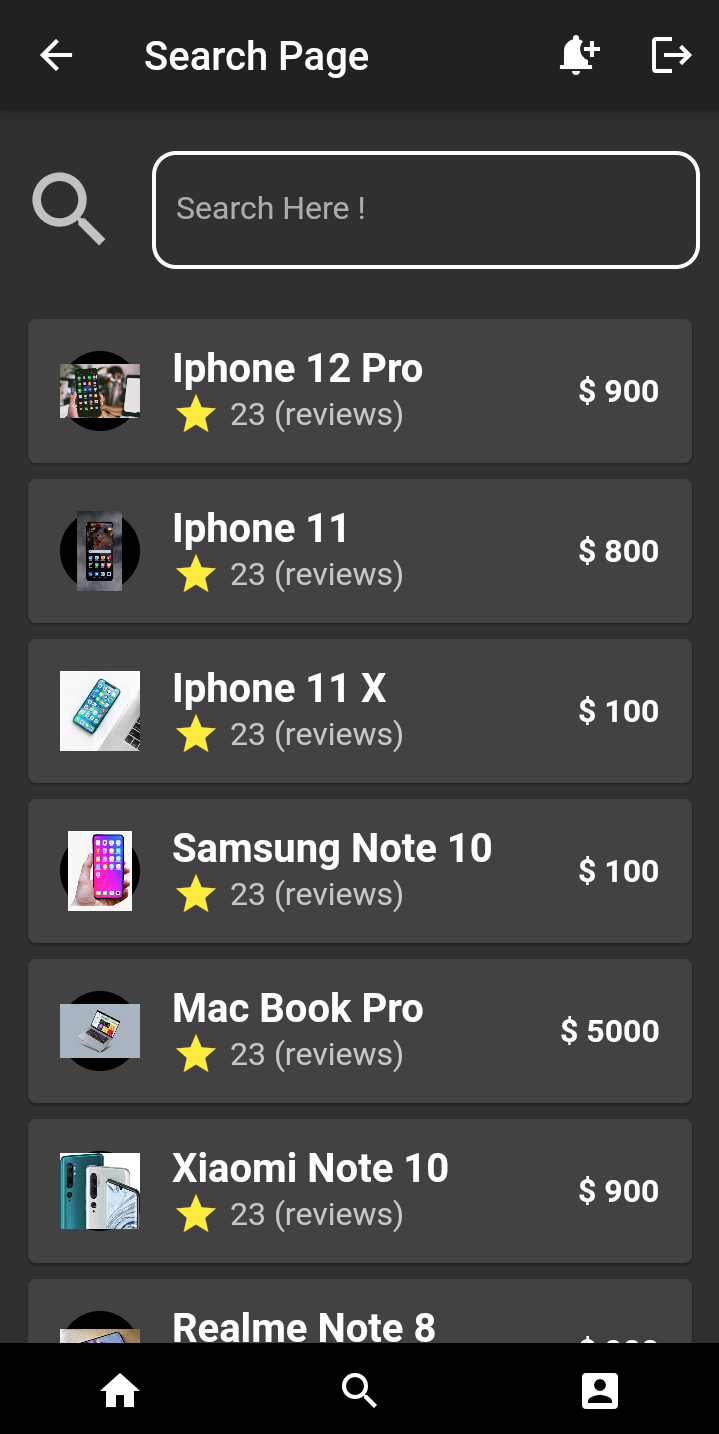 Search Page
Search Here !
Iphone 12 Pro
23 (reviews)
$ 900
Iphone 11
23 (reviews)
$ 800
Iphone 11 X
23 (reviews)
$ 100
Samsung Note 10
23 (reviews)
$ 100
Mac Book Pro
23 (reviews)
$ 5000
Xiaomi Note 10
23 (reviews)
$ 900
Realme Note 8